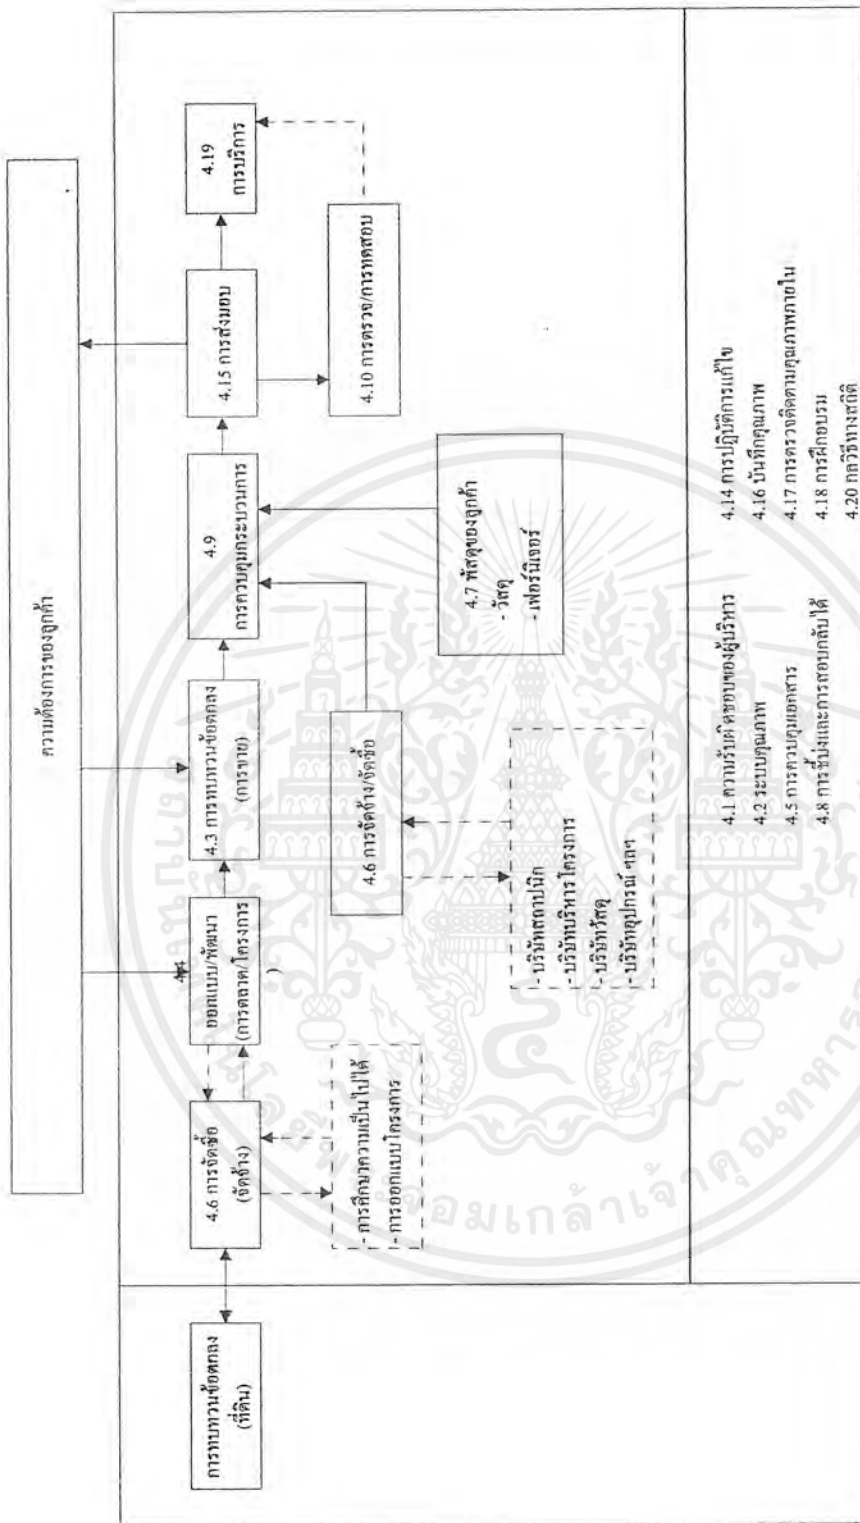 ความต้องการของลูกค้า
การทบทวนข้อตกลง
(ที่ดิน)
4.6 การจัดซื้อ
(จัดจ้าง)
- การศึกษาความเป็นไปได้
- การออกแบบโครงการ
ออกแบบ/พัฒนา
(การตลาด/โครงการ
)
4.3 การทบทวนข้อตกลง
(การขาย)
4.6 การจัดจ้าง/จัดซื้อ
- บริษัทสถาปนิก
- บริษัทบริหารโครงการ
- บริษัทวัสดุ
- บริษัทอุปกรณ์ ฯลฯ
4.9
การควบคุมกระบวนการ
4.7 พัสดุของลูกค้า
- วัสดุ
-เฟอร์นิเจอร์
4.15 การส่งมอบ
4.10 การตรวจ/การทดสอบ
4.19
การบริการ
4.1 ความรับผิดชอบของผู้บริหาร
4.2 ระบบคุณภาพ
4.5 การควบคุมเอกสาร
4.8 การชี้บ่งและการสอบกลับได้
4.14 การปฏิบัติการแก้ไข
4.16 บันทึกคุณภาพ
4.17 การตรวจติดตามคุณภาพภายใน
4.18 การฝึกอบรม
4.20 กลวิธีทางสถิติ